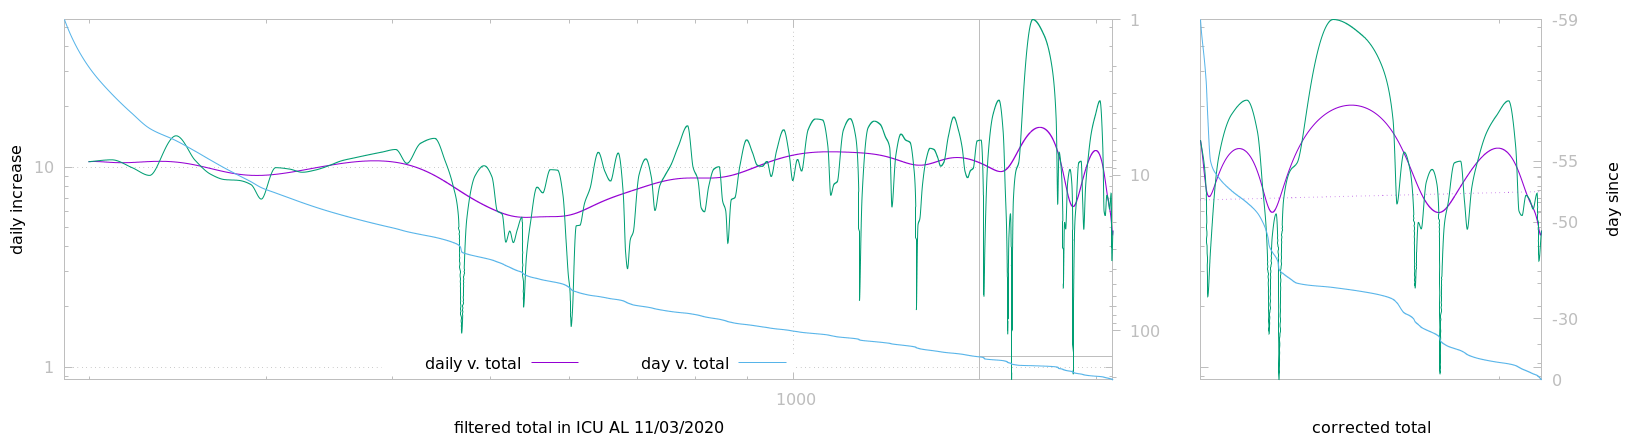 daily increase
10
1
1000
1
10
100
daily v. total
day v. total
filtered total in ICU AL 11/03/2020
-59
-55
-50
-30
0
day since
corrected total